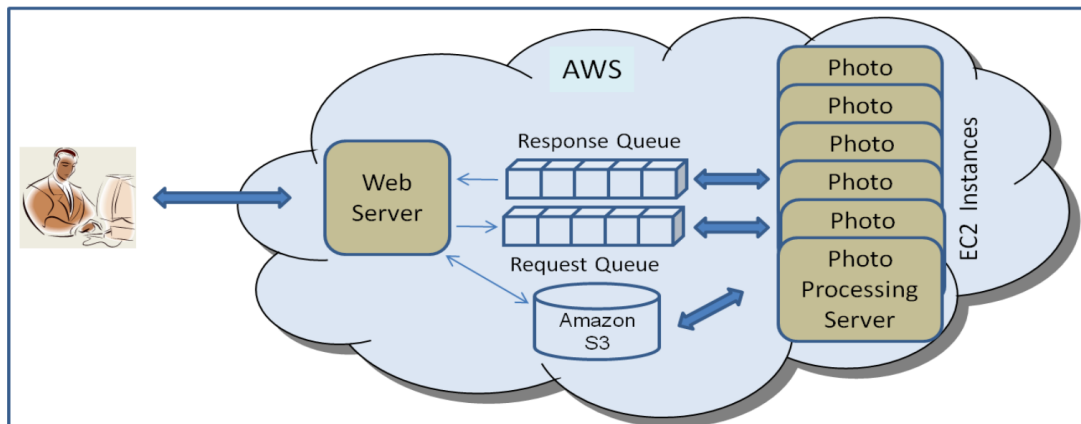 AWS
Response Queue
Web
Server
Request Queue
Amazon
S3
Photo
Photo
Photo
Photo
Photo
Photo
Processing
Server
EC2 Instances